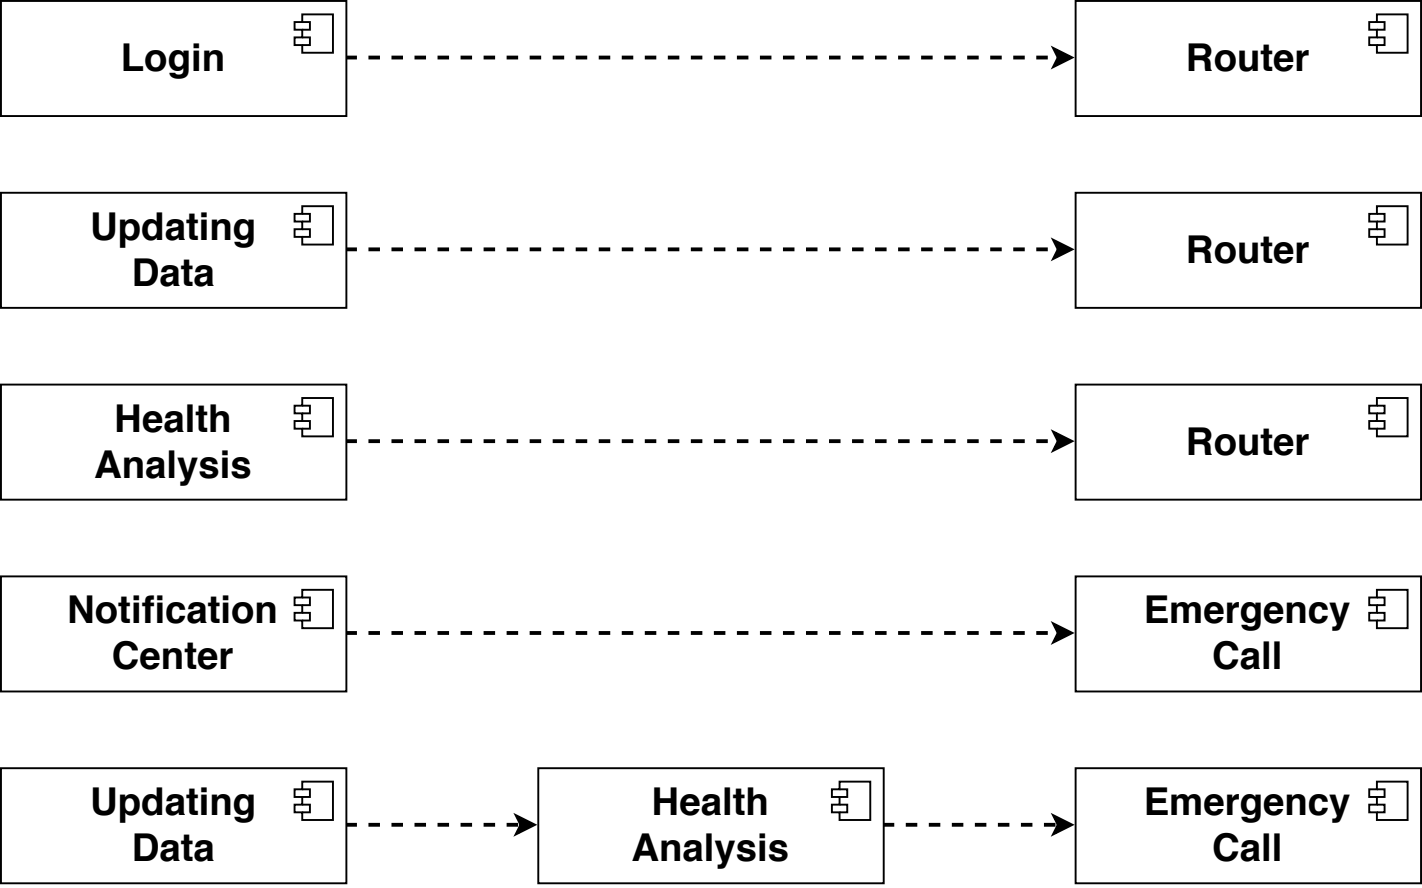 Login
Router
Updating
Data
Router
Health
Analysis
Router
Notification
Center
Emergency
Call
Updating
Data
Health
Analysis
Emergency
Call